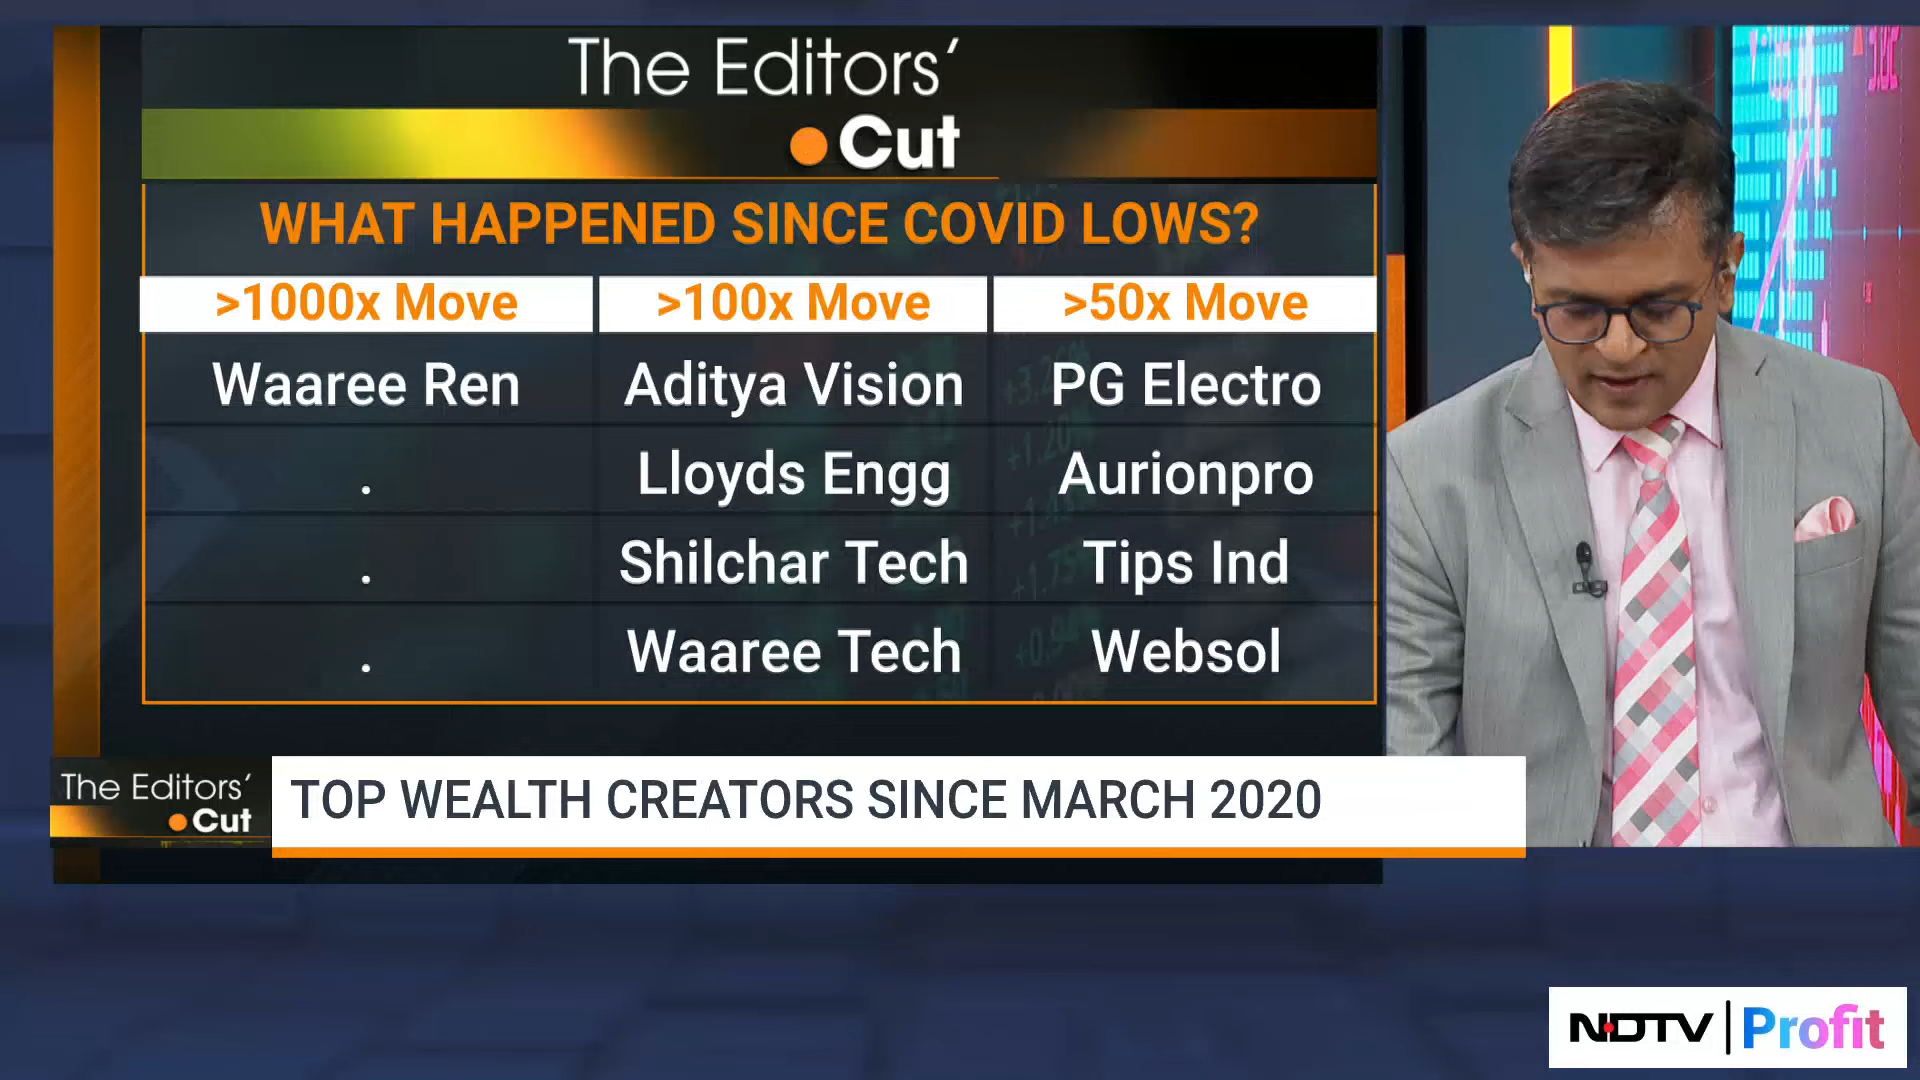 The Editors'
Cut
WHAT HAPPENED SINCE COVID LOWS?
>1000x Move >100x Move >50x Move
Waaree Ren Aditya Vision PG Electro
. Lloyds Engg Aurionpro
. Shilchar Tech Tips Ind
. Waaree Tech Websol
The Editors'
Cut
TOP WEALTH CREATORS SINCE MARCH 2020
NDTV | Profit